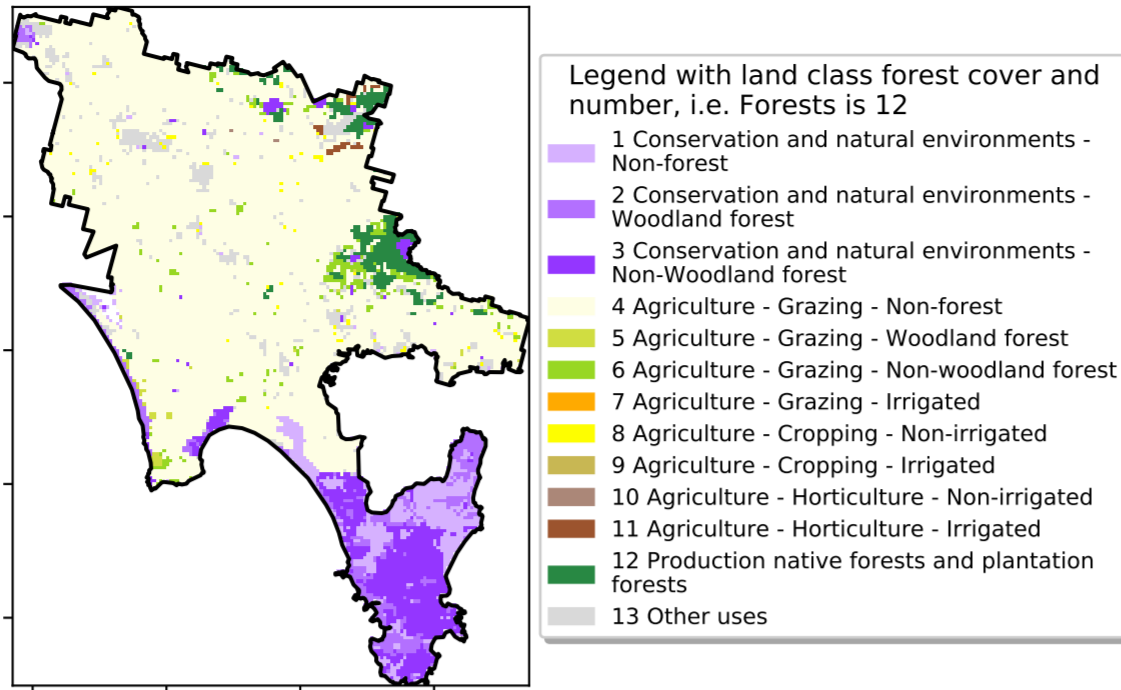 Legend with land class forest cover and
number, i.e. Forests is 12
1 Conservation and natural environments -
Non-forest
2 Conservation and natural environments -
Woodland forest
3 Conservation and natural environments -
Non-Woodland forest
4 Agriculture - Grazing - Non-forest
5 Agriculture - Grazing - Woodland forest
6 Agriculture - Grazing - Non-woodland forest
7 Agriculture - Grazing - Irrigated
8 Agriculture - Cropping - Non-irrigated
9 Agriculture - Cropping - Irrigated
10 Agriculture - Horticulture - Non-irrigated
11 Agriculture - Horticulture - Irrigated
12 Production native forests and plantation
forests
13 Other uses